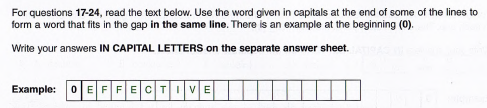 For questions 17-24, read the text below. Use the word given in capitals at the end of some of the lines to
form a word that fits in the gap in the same line. There is an example at the beginning (0).
Write your answers IN CAPITAL LETTERS on the separate answer sheet.
Example: 0 E F F E C T I V E